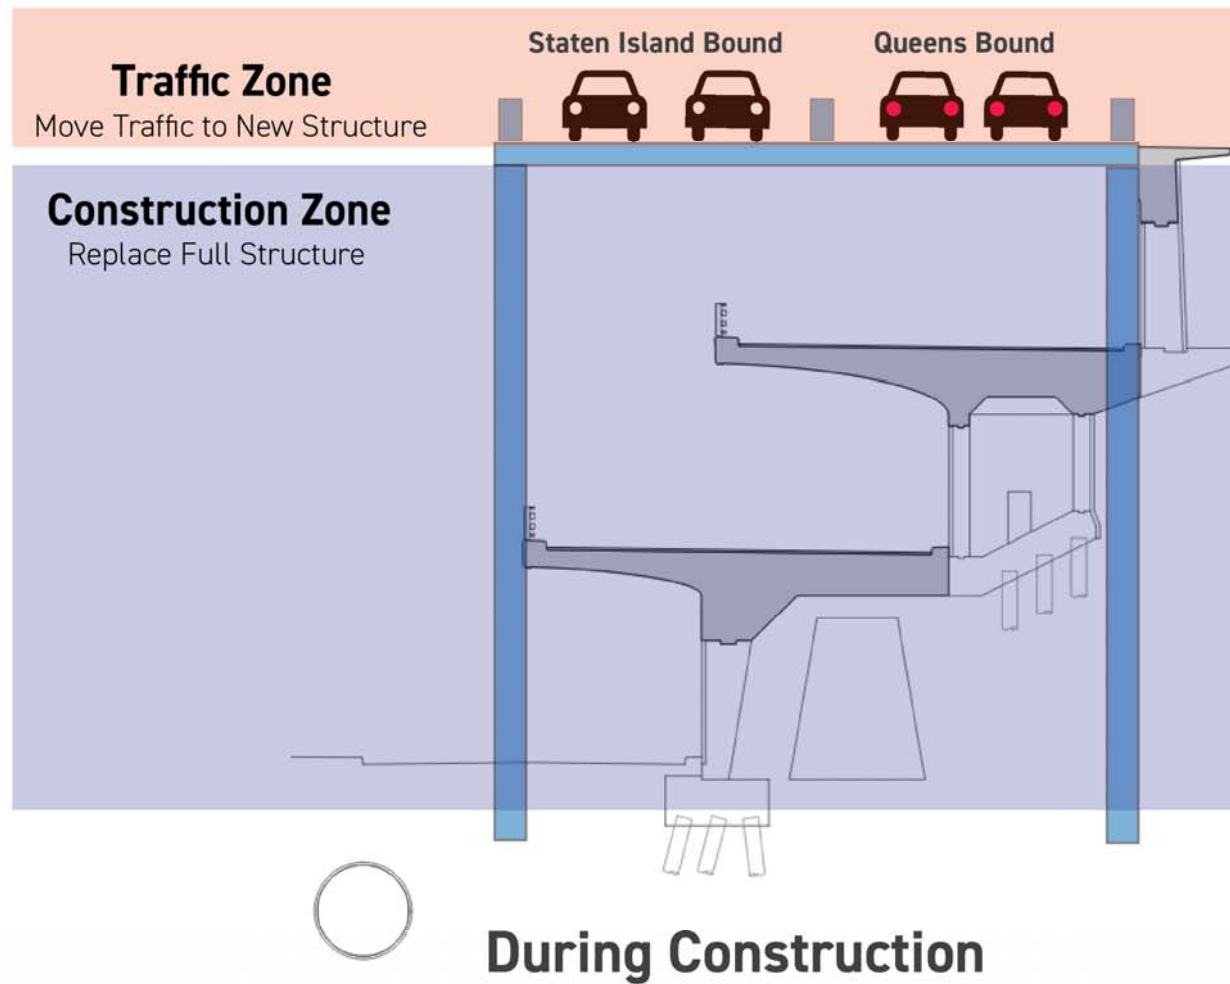 Staten Island Bound
Queens Bound
Traffic Zone
Move Traffic to New Structure
Construction Zone
Replace Full Structure
During Construction